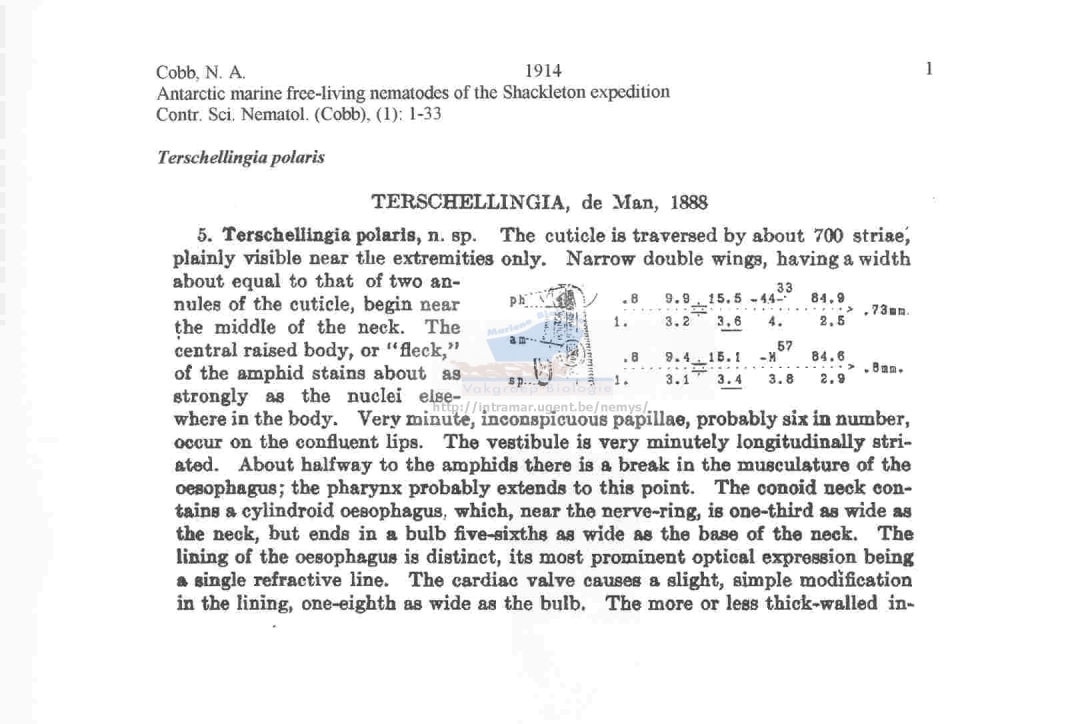 Cobb, N. A. 1914 1
Antarctic marine free-living nematodes of the Shackleton expedition
Contr. Sci. Nematol. (Cobb), (1): 1-33
Terschellingia polaris
TERSCHELLINGIA, de Man, 1888
5. Terschellingia polaris, n. sp. The cuticle is traversed by about 700 striae,
plainly visible near the extremities only. Narrow double wings, having a width
about equal to that of two an-
nules of the cuticle, begin near
the middle of the neck. The
central raised body, or “fleck,”
of the amphid stains about as
strongly as the nuclei else-
ph
am
sp
33
.8 9.9 15.5 -44- 84.9
1. 3.2 3.6 4. 2.5 > .73mm.
57
.8 9.4 15.1 -M 84.6
1. 3.1 3.4 3.8 2.9 > .8mm.
Mariene
Vakgroep Biologie
http://intramar.ugent.be/nemys/
where in the body. Very minute, inconspicuous papillae, probably six in number,
occur on the confluent lips. The vestibule is very minutely longitudinally stri-
ated. About halfway to the amphids there is a break in the musculature of the
oesophagus; the pharynx probably extends to this point. The conoid neck con-
tains a cylindroid oesophagus, which, near the nerve-ring, is one-third as wide as
the neck, but ends in a bulb five-sixths as wide as the base of the neck. The
lining of the oesophagus is distinct, its most prominent optical expression being
a single refractive line. The cardiac valve causes a slight, simple modification
in the lining, one-eighth as wide as the bulb. The more or less thick-walled in-